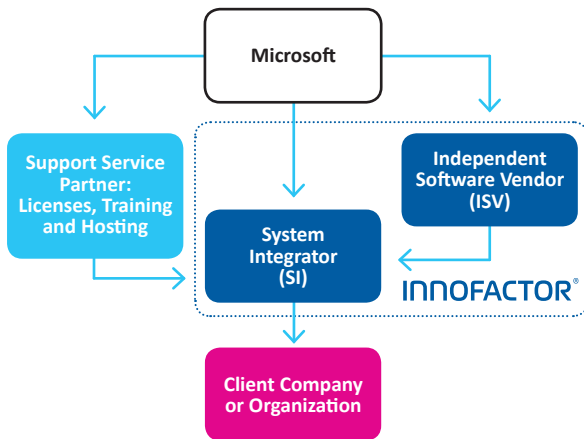 Microsoft
Support Service
Partner:
Licenses, Training
and Hosting
Independent
Software Vendor
(ISV)
System
Integrator
(SI)
INNOFACTOR®
Client Company
or Organization